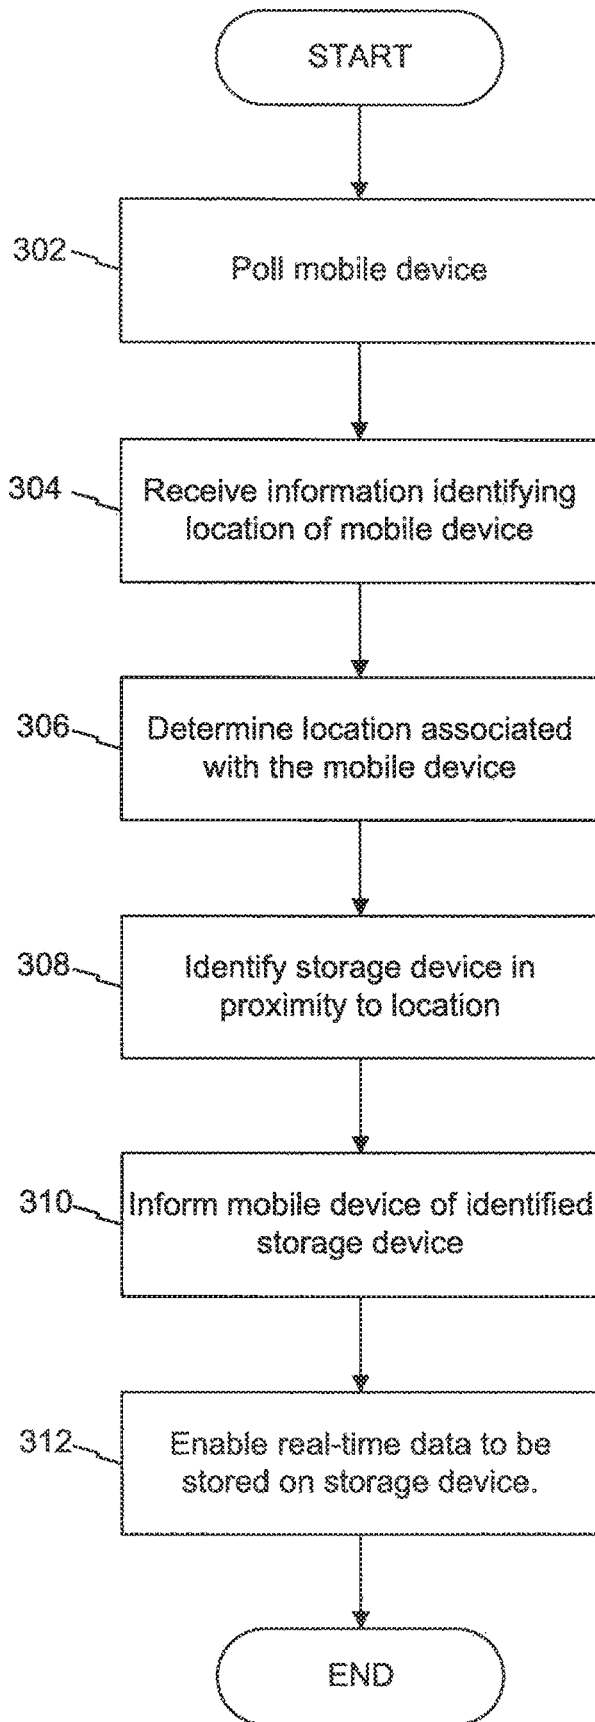 START
302
Poll mobile device
304
Receive information identifying
location of mobile device
306
Determine location associated
with the mobile device
308
Identify storage device in
proximity to location
310
Inform mobile device of identified
storage device
312
Enable real-time data to be
stored on storage device.
END